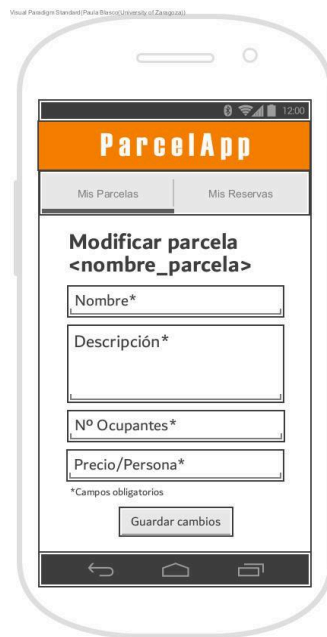 Visual Paradigm Standard(Paula Blasco(University of Zaragoza))
12:00
ParcelApp
Mis Parcelas
Mis Reservas
Modificar parcela
<nombre_parcela>
Nombre*
Descripción*
Nº Ocupantes*
Precio/Persona*
*Campos obligatorios
Guardar cambios